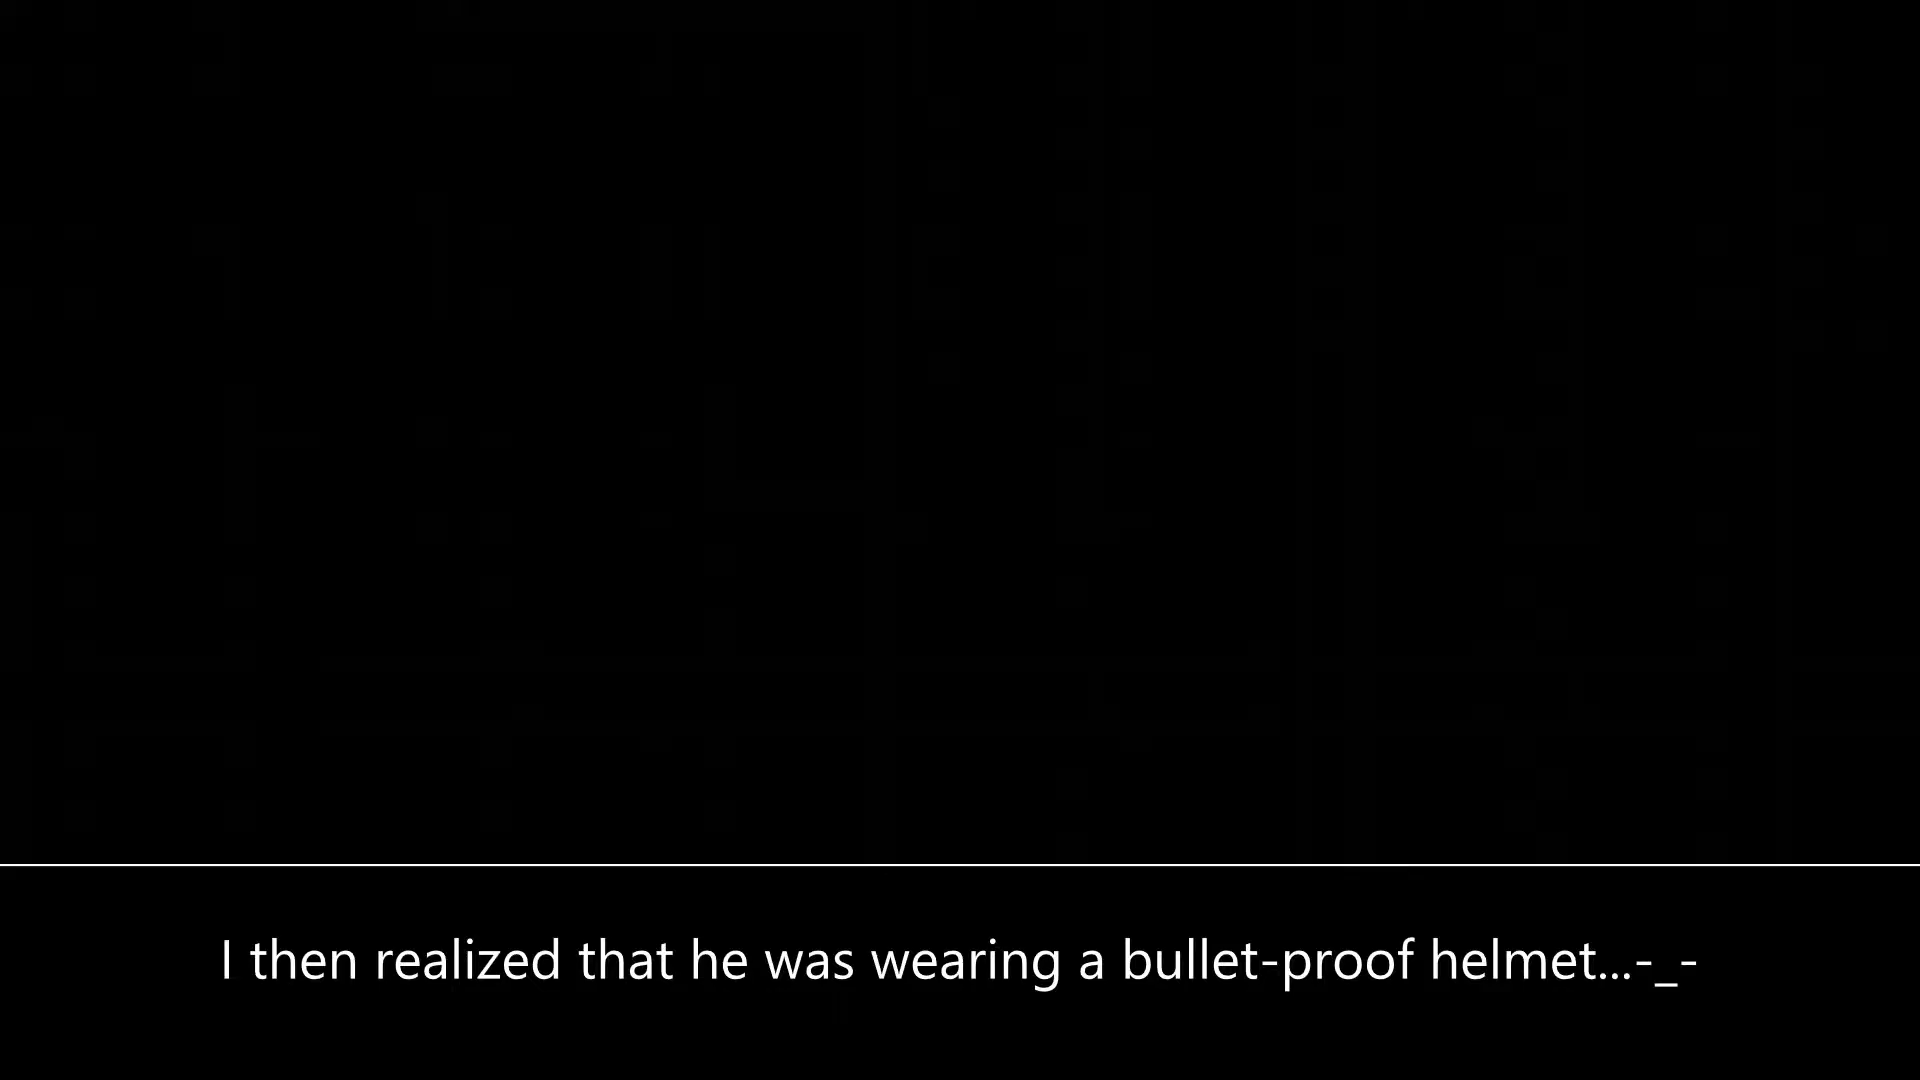 I then realized that he was wearing a bullet-proof helmet...-_-